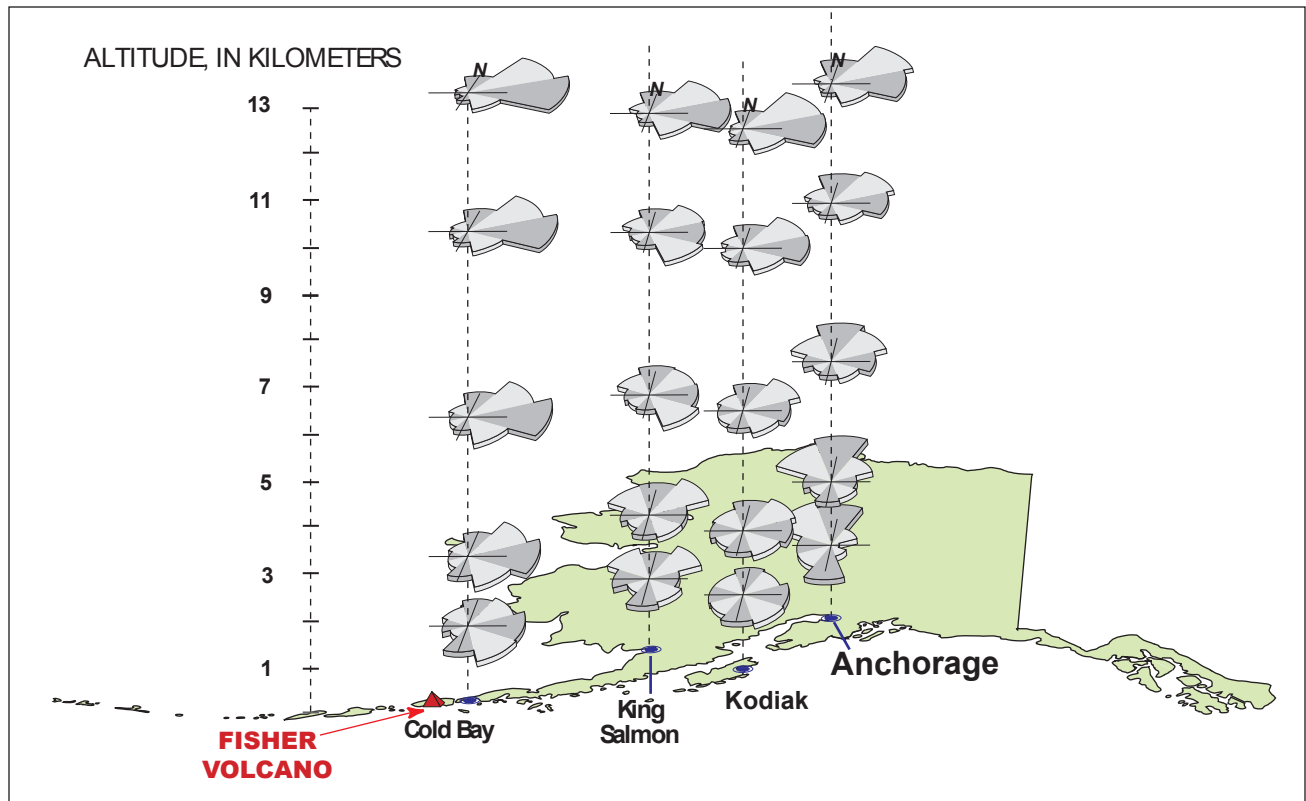 ALTITUDE, IN KILOMETERS
N
N
N
N
13
11
9
7
5
3
1
Anchorage
Kodiak
King
Salmon
Cold Bay
FISHER
VOLCANO